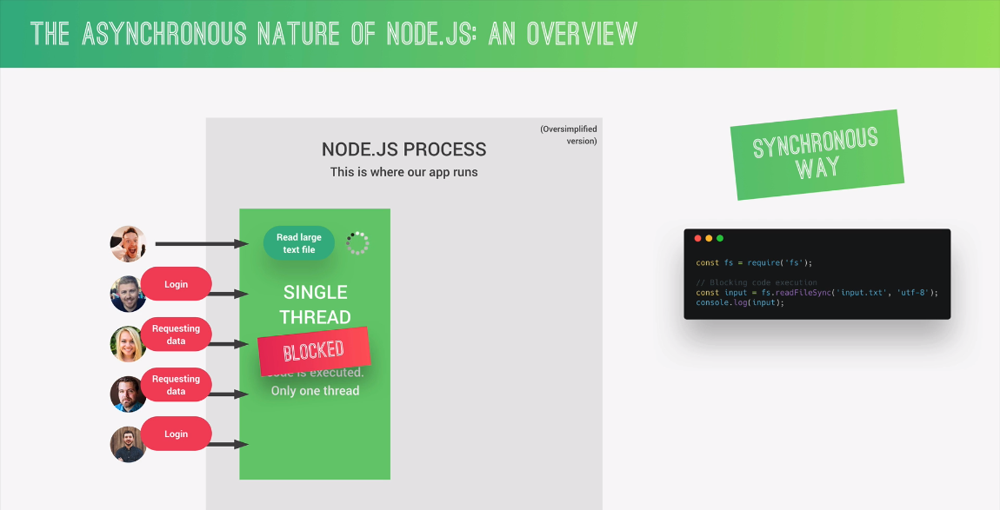 THE ASYNCHRONOUS NATURE OF NODE.JS: AN OVERVIEW
(Oversimplified
version)
NODE.JS PROCESS
This is where our app runs
SYNCHRONOUS
WAY
Read large
text file
Login
Requesting
data
Requesting
data
Login
SINGLE
THREAD
BLOCKED
code is executed.
Only one thread
const fs = require('fs');
// Blocking code execution
const input = fs.readFileSync('input.txt', 'utf-8');
console.log(input);